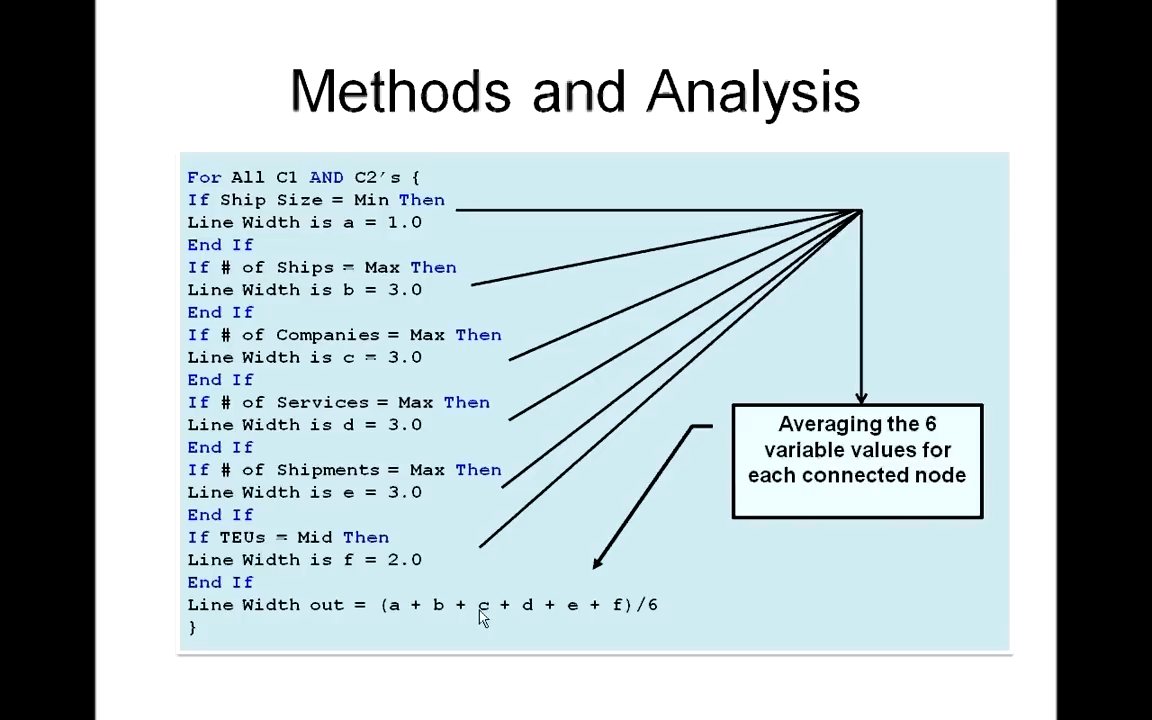 Methods and Analysis
For All C1 AND C2's {
If Ship Size = Min Then
Line Width is a = 1.0
End If
If # of Ships = Max Then
Line Width is b = 3.0
End If
If # of Companies = Max Then
Line Width is c = 3.0
End If
If # of Services = Max Then
Line Width is d = 3.0
End If
If # of Shipments = Max Then
Line Width is e = 3.0
End If
If TEUs = Mid Then
Line Width is f = 2.0
End If
Line Width out = (a + b + c + d + e + f)/6
}
Averaging the 6
variable values for
each connected node